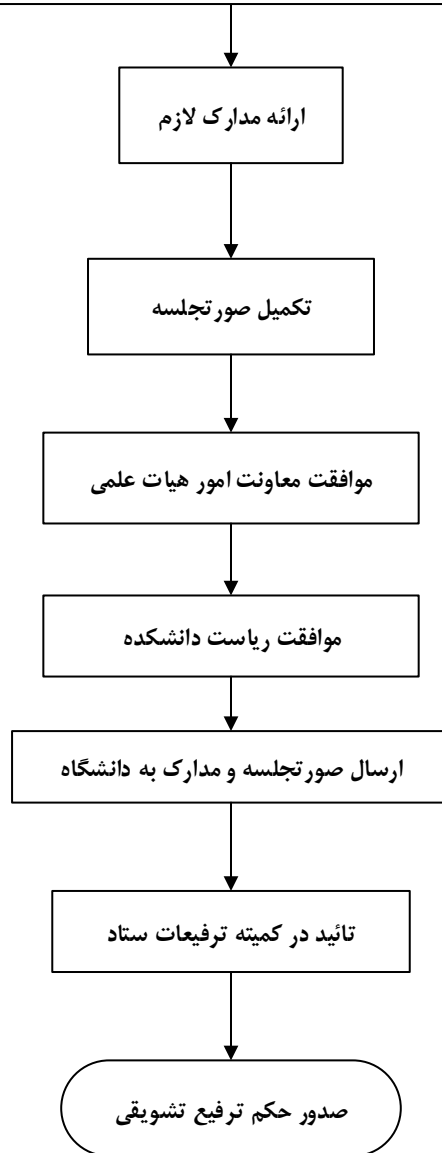 ارائه مدارک لازم
تکمیل صورتجلسه
موافقت معاونت امور هیات علمی
موافقت ریاست دانشکده
ارسال صورتجلسه و مدارک به دانشگاه
تائید در کمیته ترفیعات ستاد
صدور حکم ترفیع تشویقی